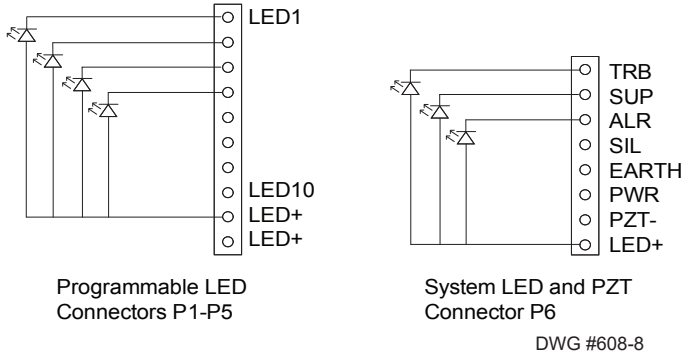 LED1
LED10
LED+
LED+
Programmable LED
Connectors P1-P5
TRB
SUP
ALR
SIL
EARTH
PWR
PZT-
LED+
System LED and PZT
Connector P6
DWG #608-8